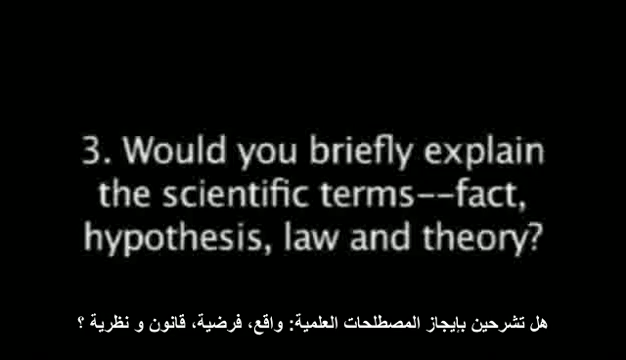 3. Would you briefly explain
the scientific terms--fact,
hypothesis, law and theory?
هل تشرحين بإيجاز المصطلحات العلمية: واقع، فرضية، قانون و نظرية ؟